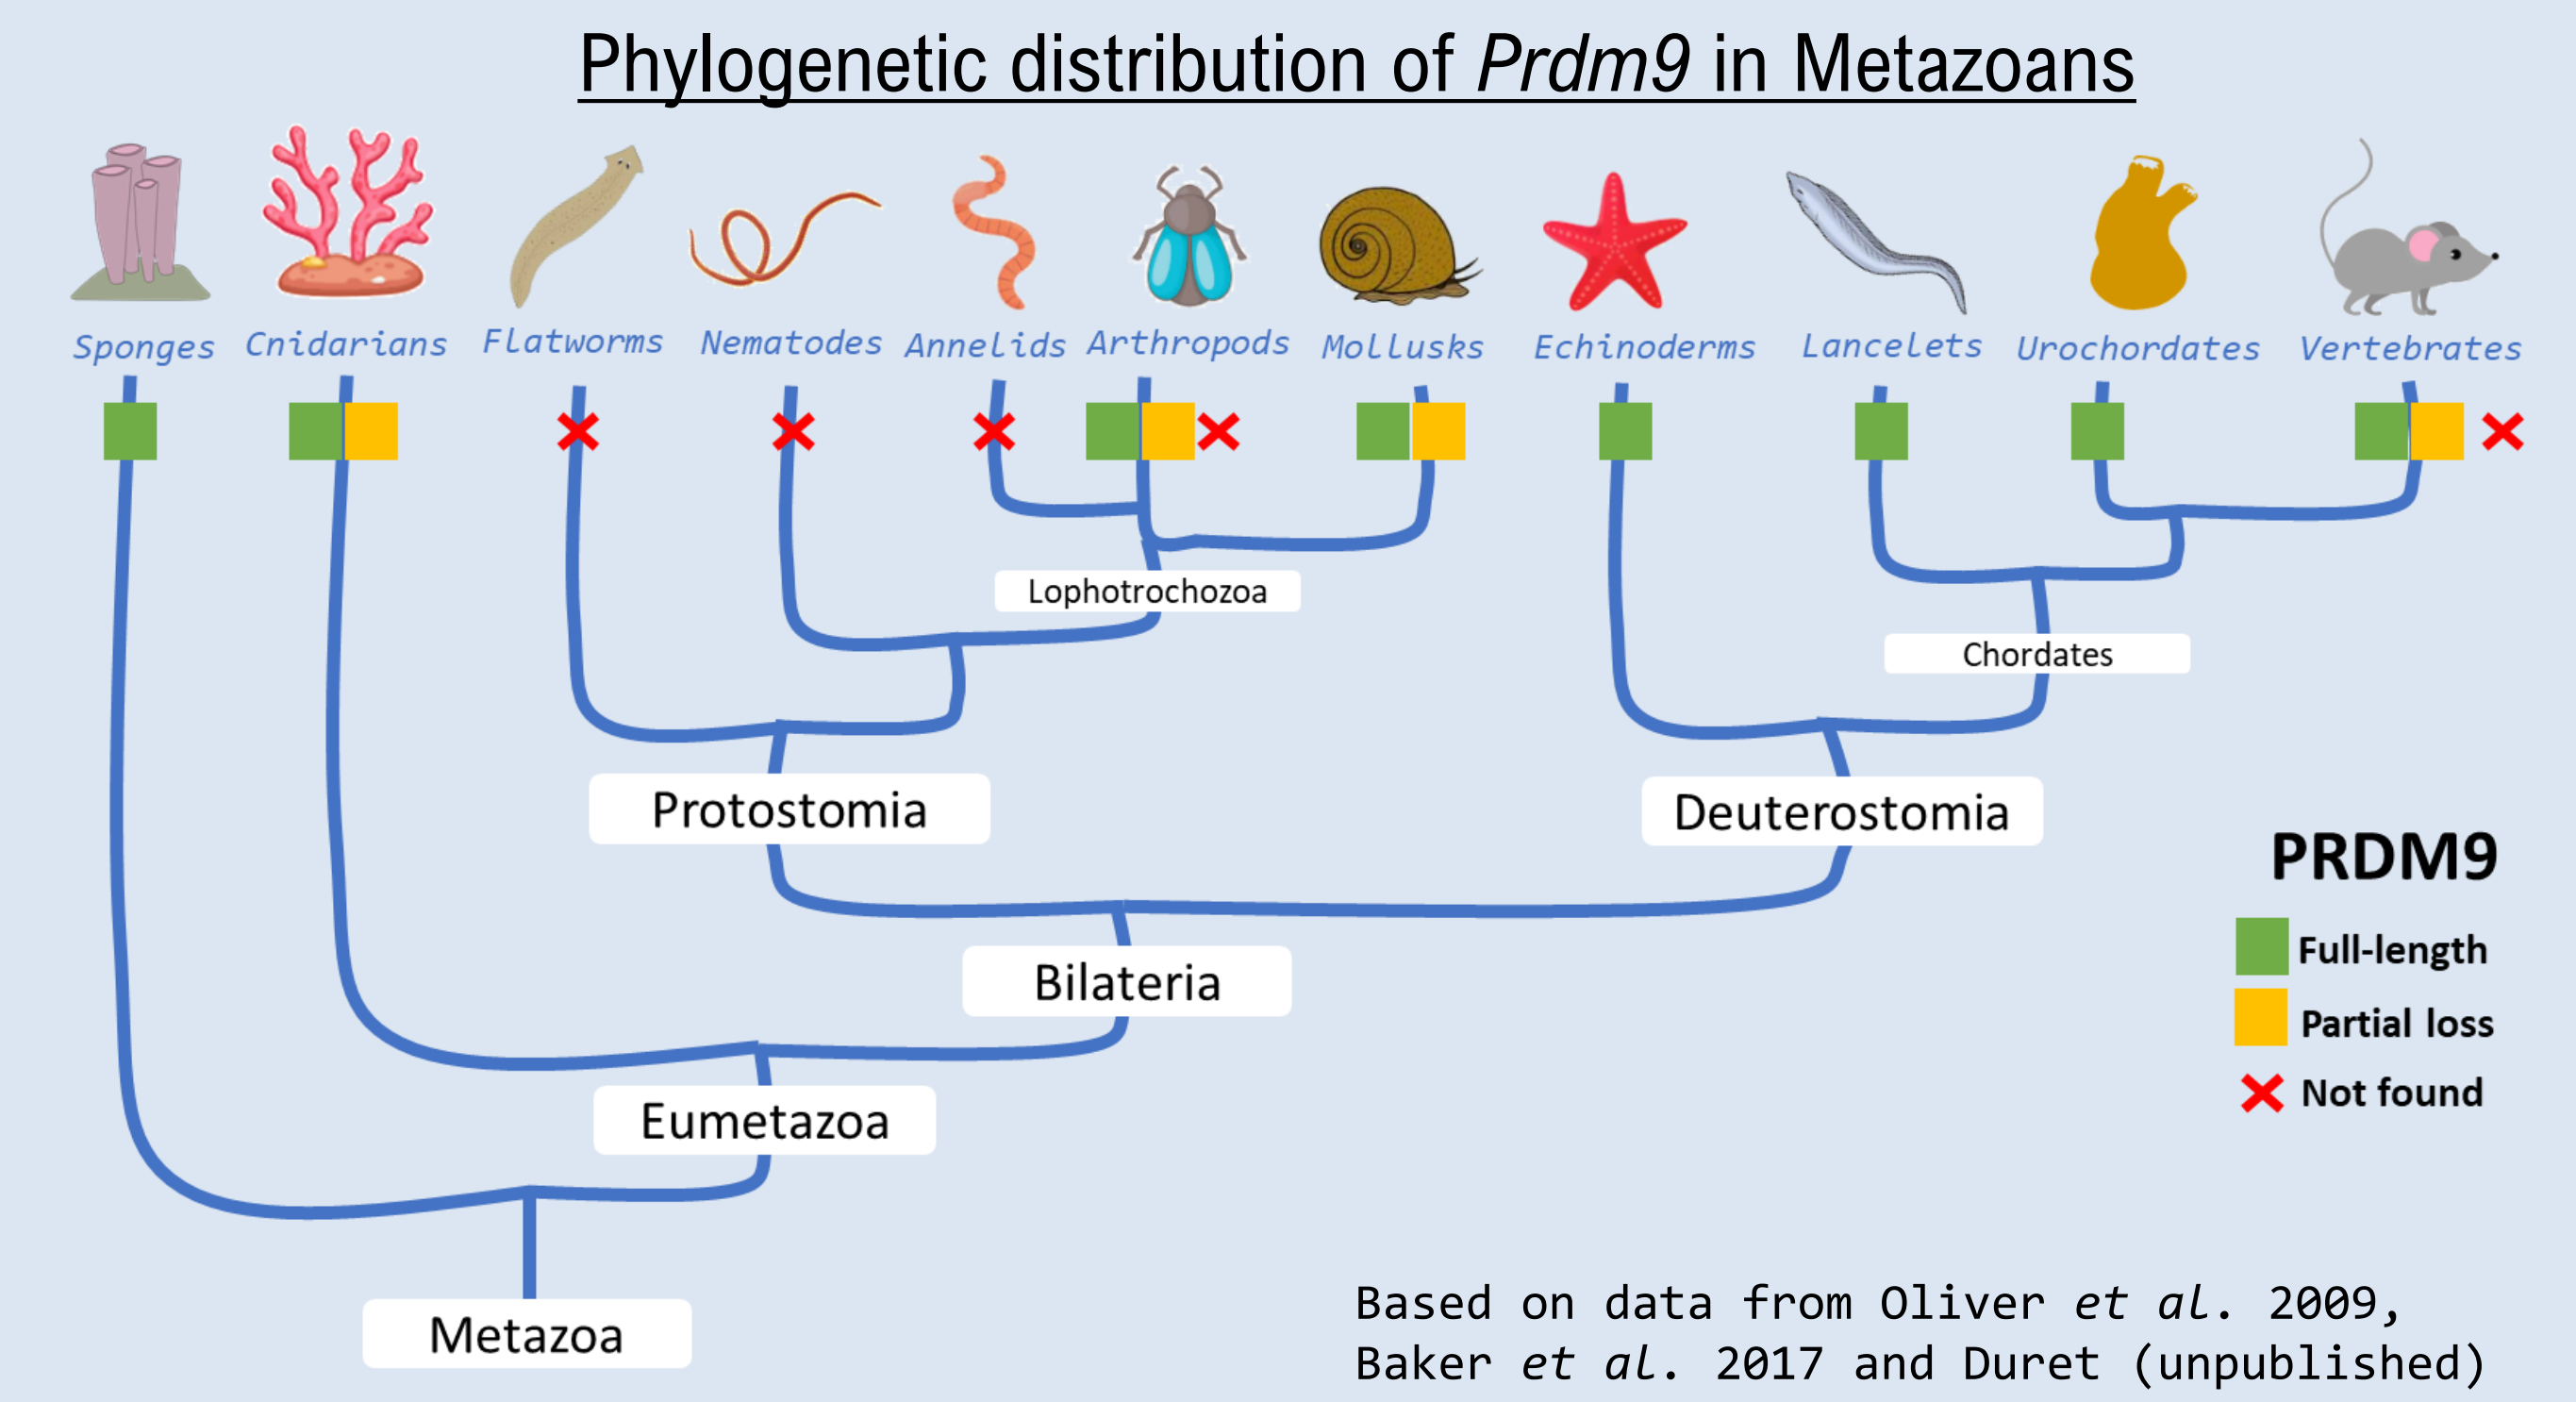 Phylogenetic distribution of Prdm9 in Metazoans
Sponges
Cnidarians
Flatworms
Nematodes
Annelids
Arthropods
Mollusks
Echinoderms
Lancelets
Urochordates
Vertebrates
Lophotrochozoa
Chordates
Protostomia
Deuterostomia
Bilateria
Eumetazoa
Metazoa
PRDM9
Full-length
Partial loss
Not found
Based on data from Oliver et al. 2009,
Baker et al. 2017 and Duret (unpublished)